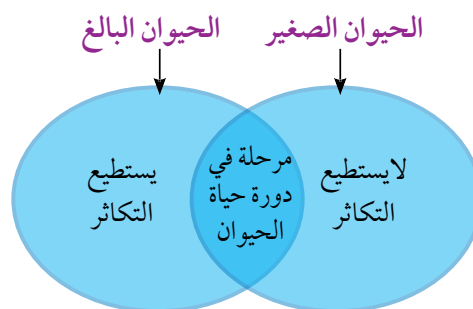 الحيوان الصغير
الحيوان البالغ
لايستطيع
التكاثر
مرحلة في
دورة حياة
الحيوان
يستطيع
التكاثر